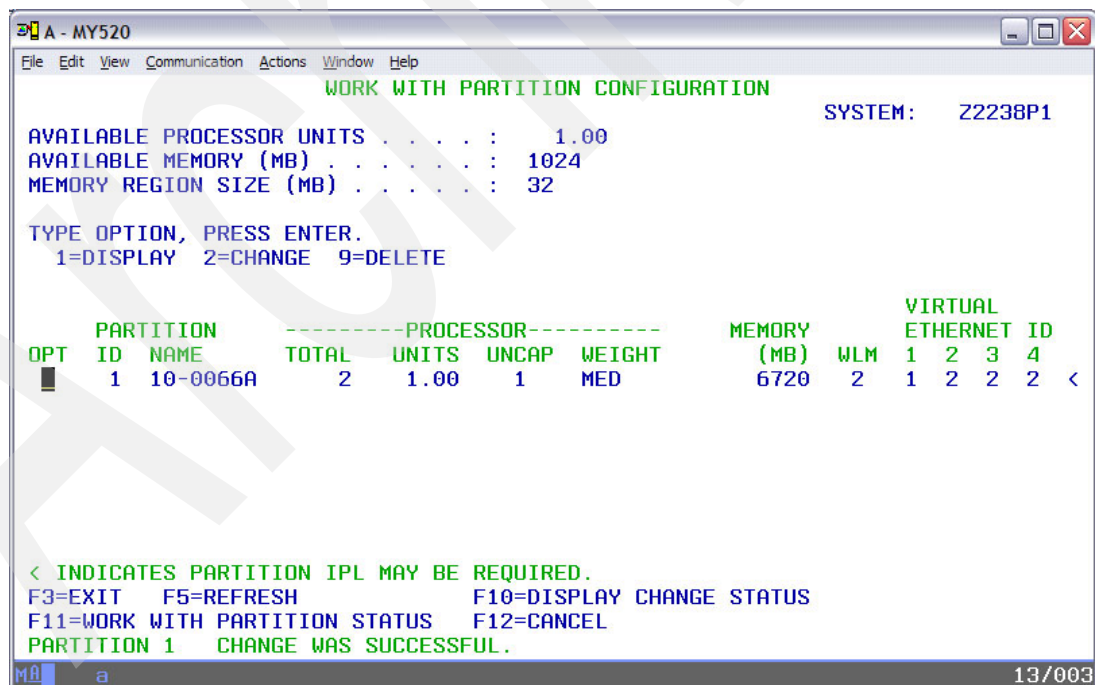 A - MY520
File Edit View Communication Actions Window Help
WORK WITH PARTITION CONFIGURATION
SYSTEM: Z2238P1
AVAILABLE PROCESSOR UNITS . . . . : 1.00
AVAILABLE MEMORY (MB) . . . . . . : 1024
MEMORY REGION SIZE (MB) . . . . . : 32
TYPE OPTION, PRESS ENTER.
1=DISPLAY 2=CHANGE 9=DELETE
VIRTUAL
PARTITION ---------PROCESSOR---------- MEMORY ETHERNET ID
OPT ID NAME TOTAL UNITS UNCAP WEIGHT (MB) WLM 1 2 3 4
1 10-0066A 2 1.00 1 MED 6720 2 1 2 2 2 <
< INDICATES PARTITION IPL MAY BE REQUIRED.
F3=EXIT F5=REFRESH F10=DISPLAY CHANGE STATUS
F11=WORK WITH PARTITION STATUS F12=CANCEL
PARTITION 1 CHANGE WAS SUCCESSFUL.
MA a 13/003